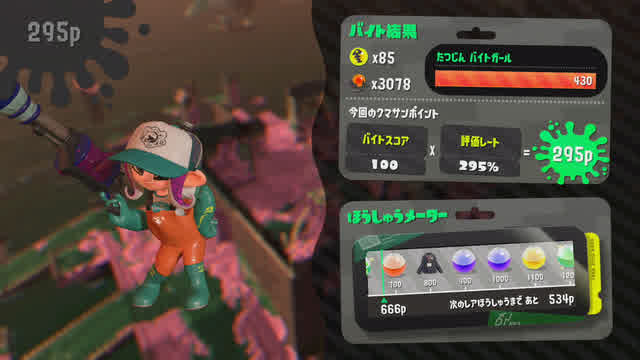 295p
バイト結果
x85
x3078
たつじん バイトガール
430
今回のクマサンポイント
バイトスコア
100
x
評価レート
295%
=
295p
ほうしゅうメーター
700
800
900
1000
1100
666p
次のレアほうしゅうまで あと 534p